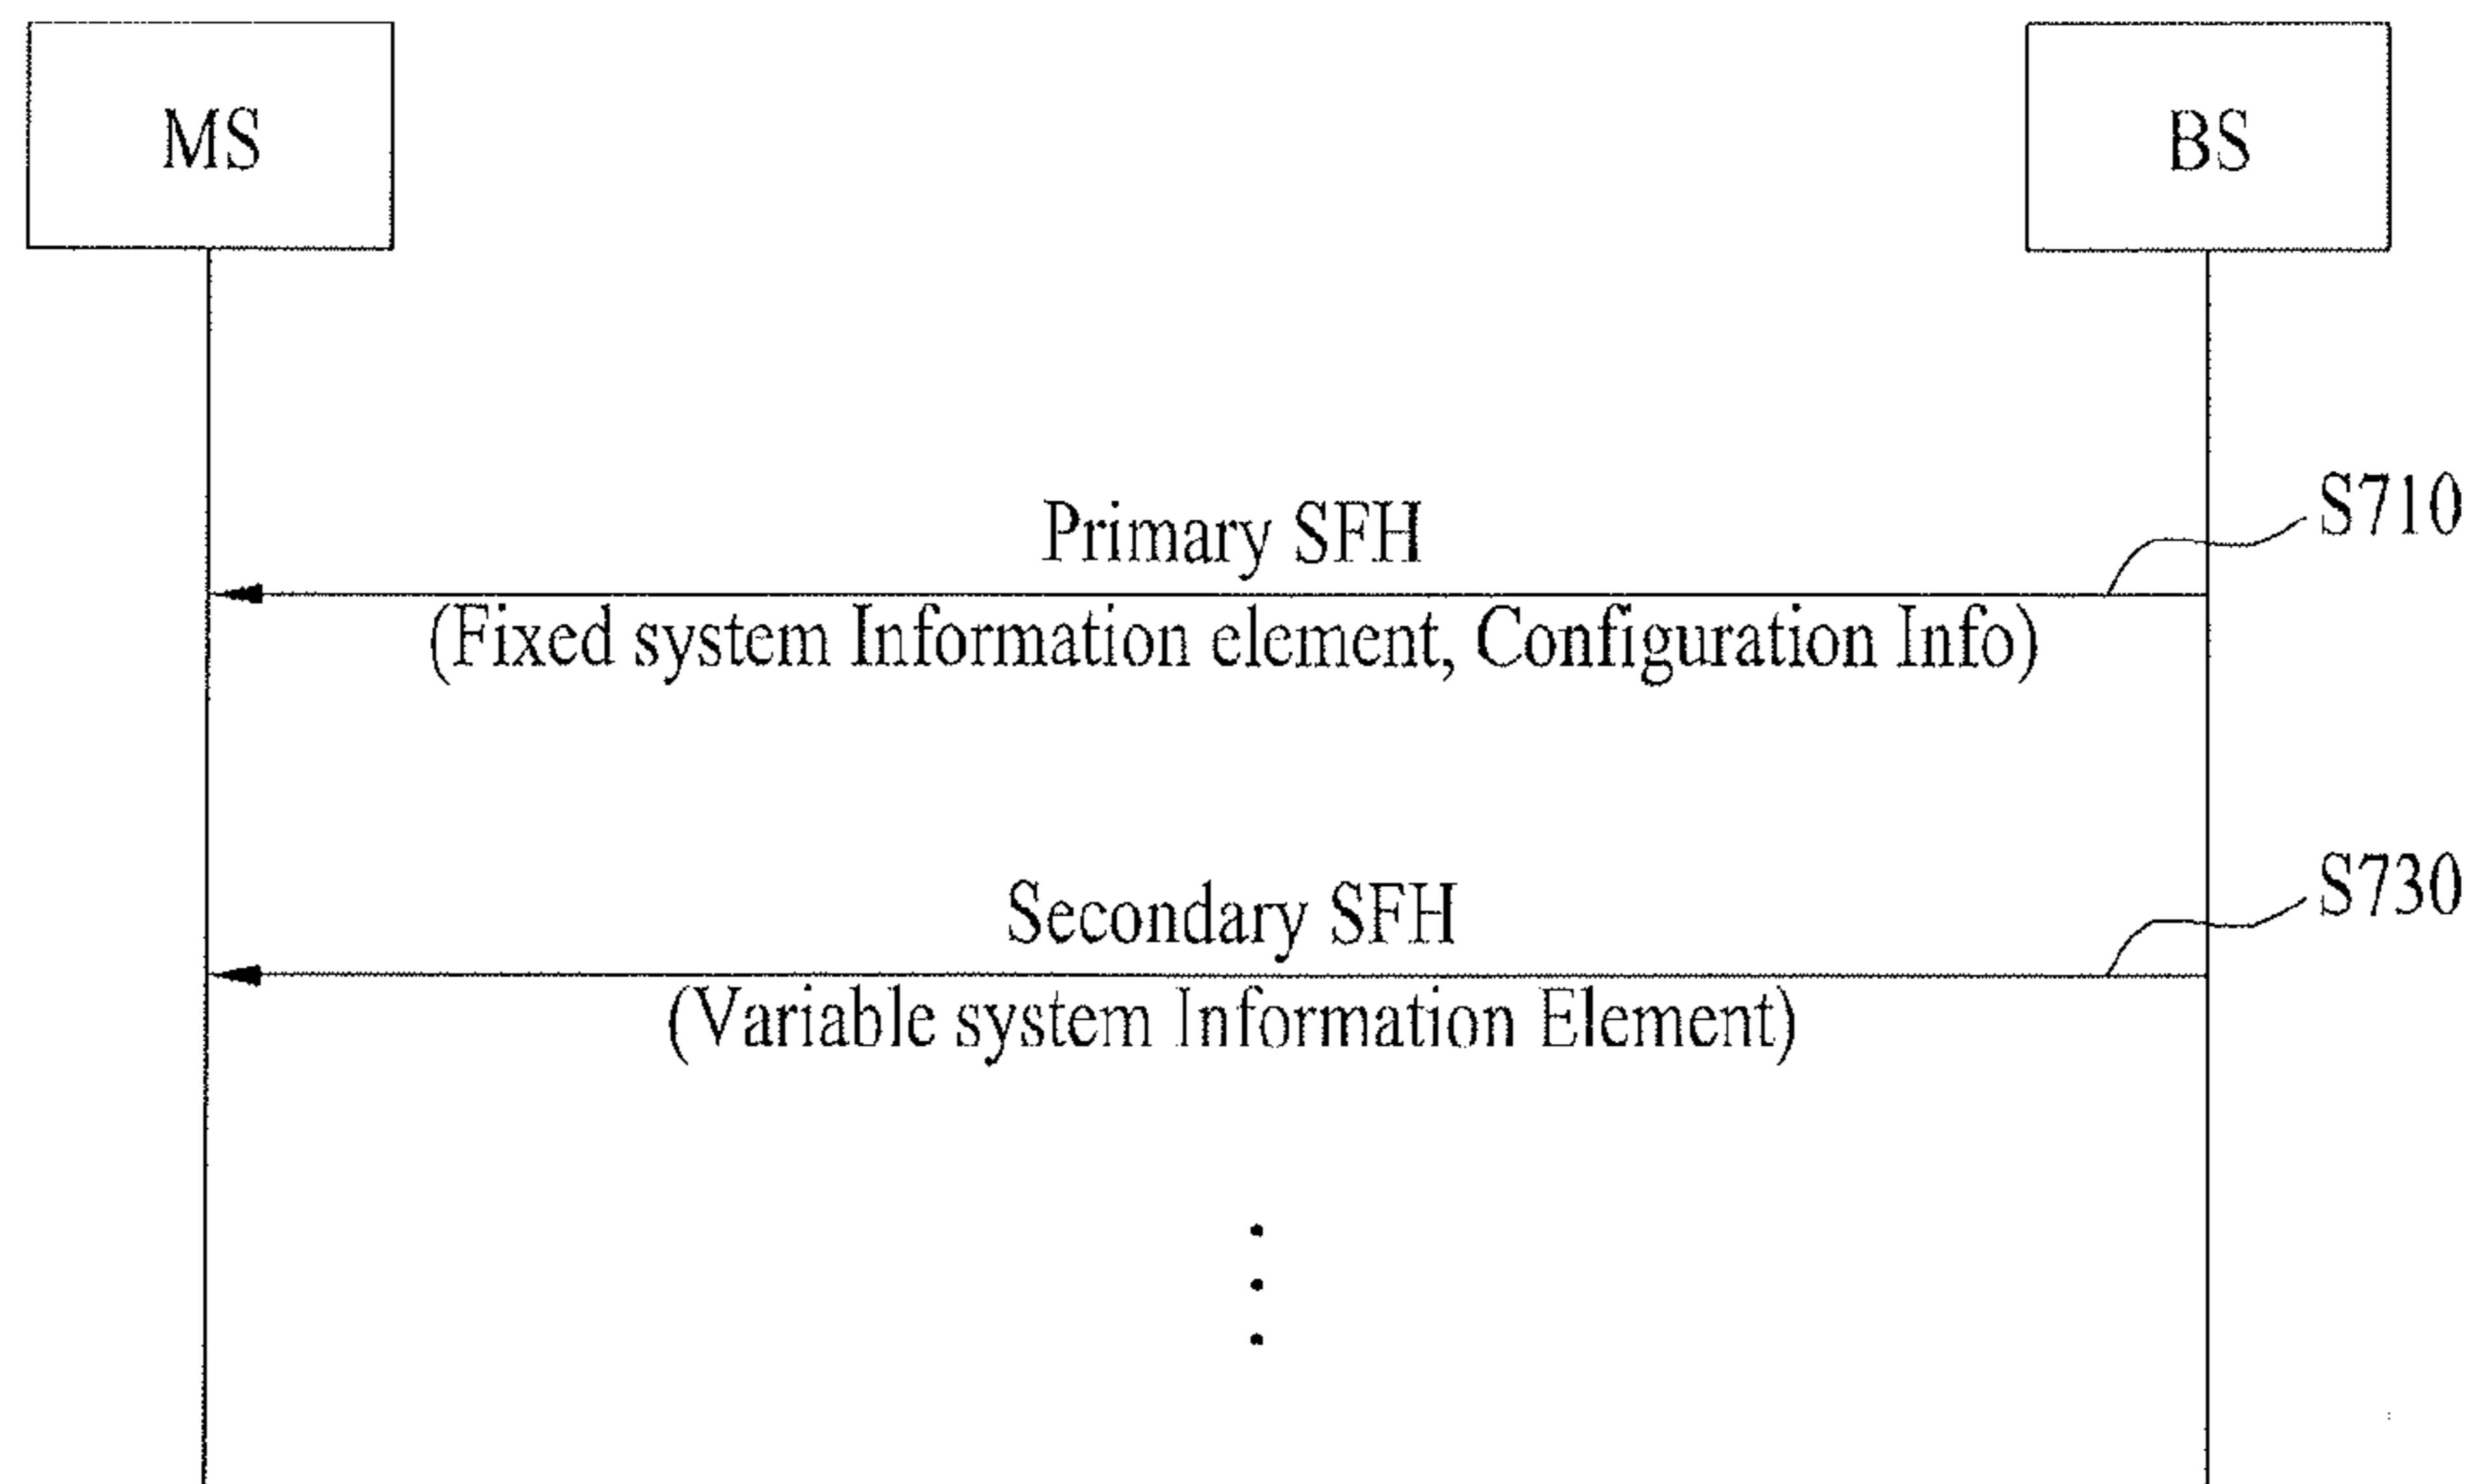 MS
BS
S710
Primary SFH
(Fixed system Information element, Configuration Info)
S730
Secondary SFH
(Variable system Information Element)